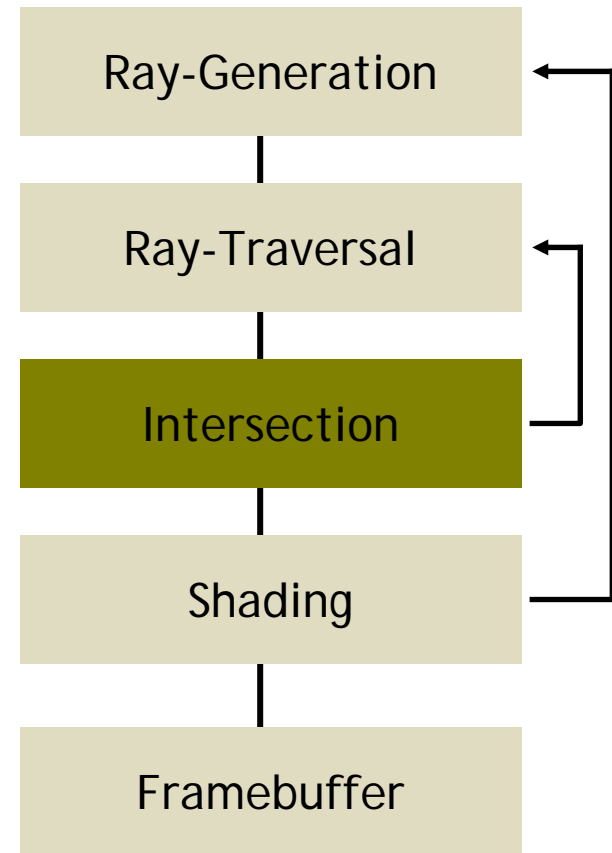 Ray-Generation
Ray-Traversal
Intersection
Shading
Framebuffer